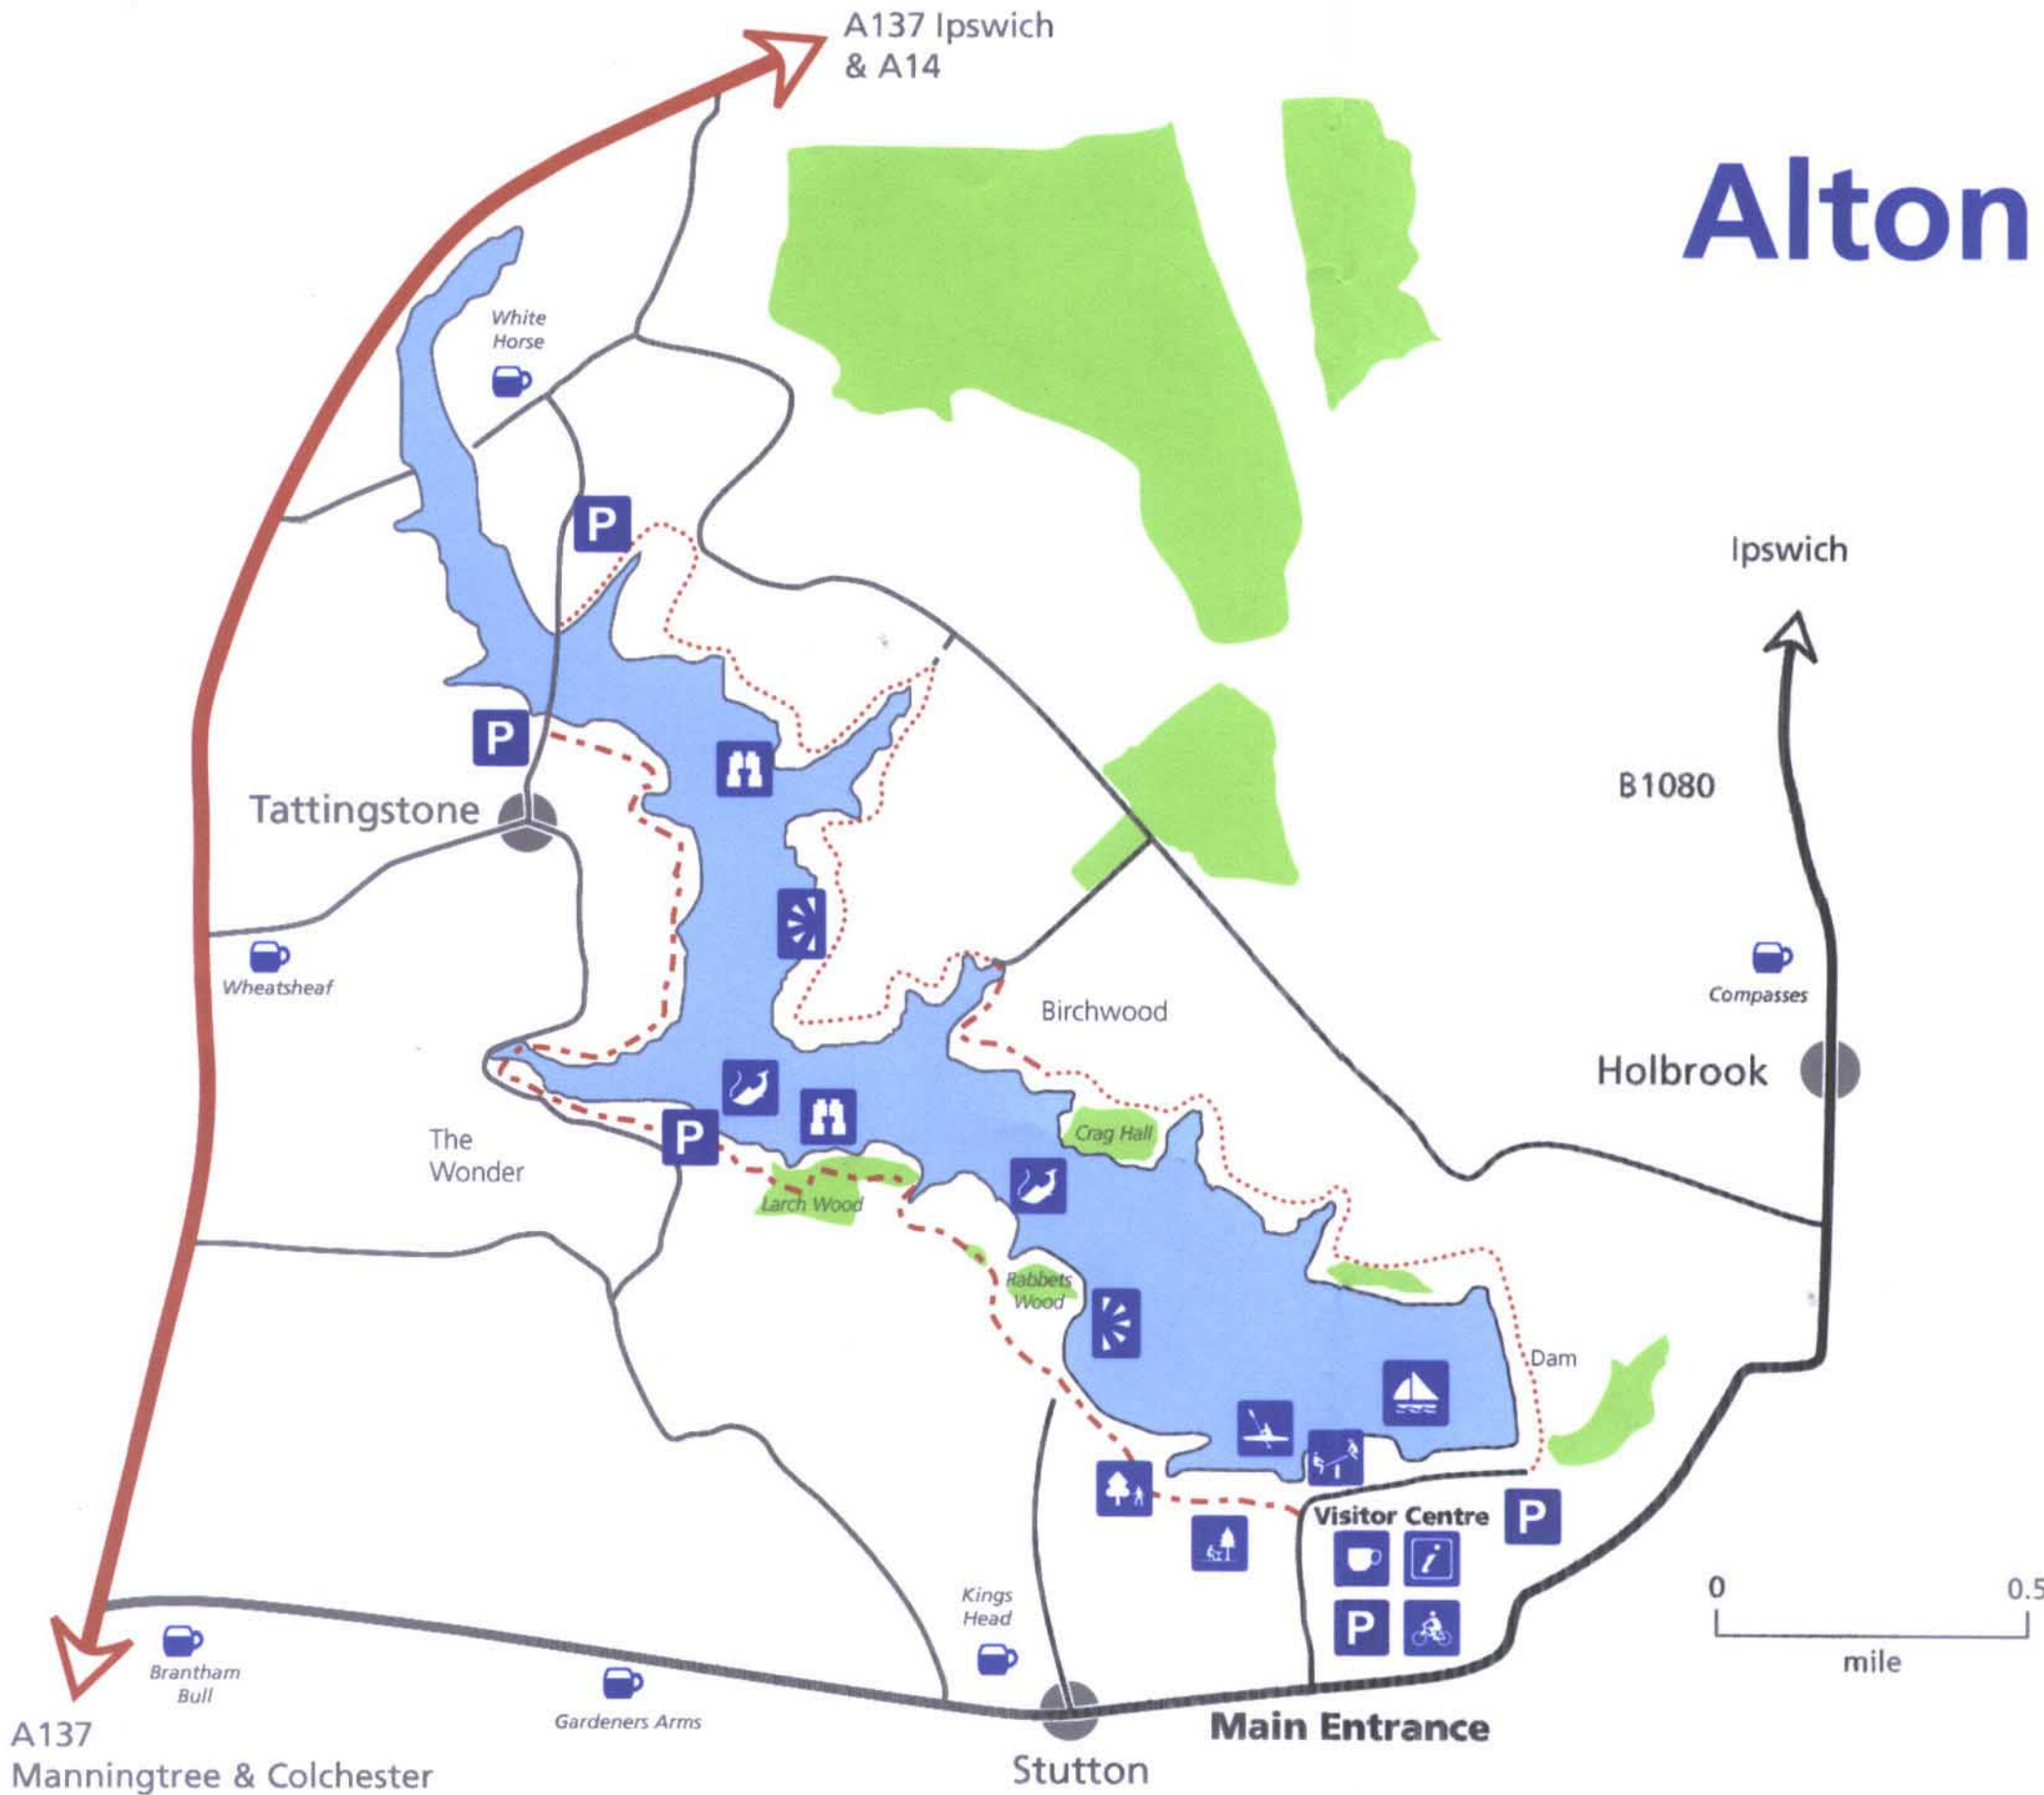 A137 Ipswich
& A14
Alton
White
Horse
P
Ipswich
P
B1080
Tattingstone
Wheatsheaf
Compasses
Birchwood
Holbrook
Crag Hall
The
Wonder
P
Larch Wood
Rabbets
Wood
Dam
Visitor Centre
P
i
P
Kings
Head
0
0.5
mile
Brantham
Bull
Gardeners Arms
Main Entrance
A137
Manningtree & Colchester
Stutton